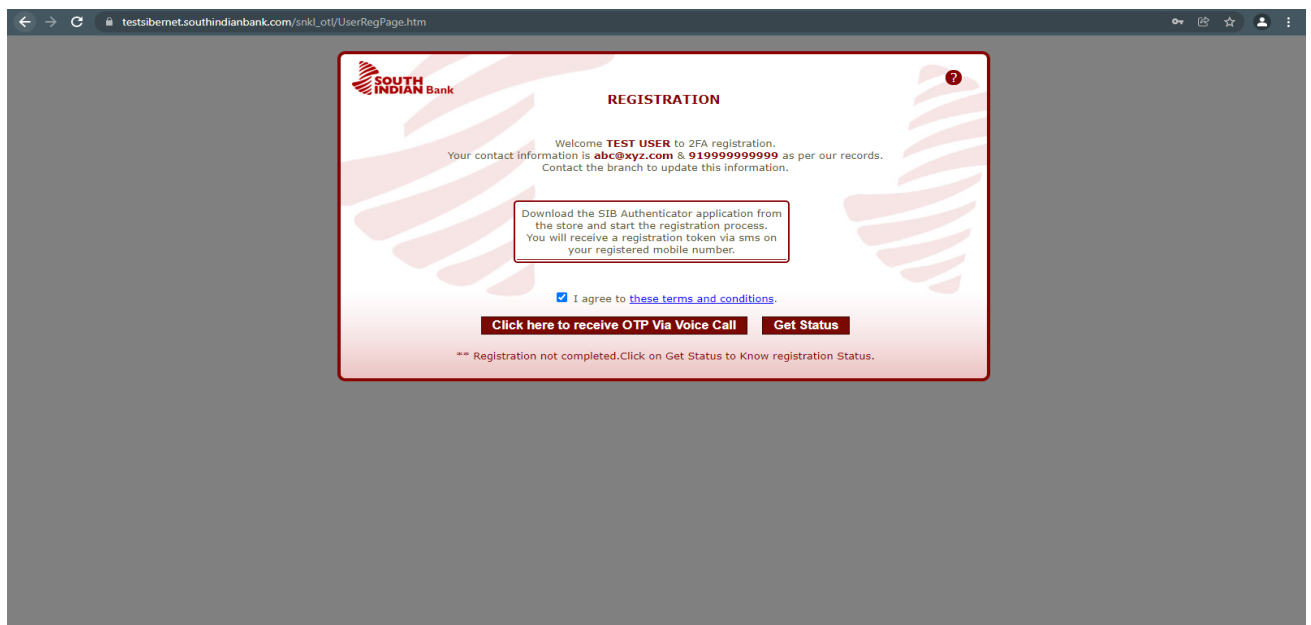 testsibernet.southindianbank.com/snkl_otl/UserRegPage.htm
SOUTH
INDIAN Bank
?
REGISTRATION
Welcome TEST USER to 2FA registration.
Your contact information is abc@xyz.com & 919999999999 as per our records.
Contact the branch to update this information.
Download the SIB Authenticator application from
the store and start the registration process.
You will receive a registration token via sms on
your registered mobile number.
I agree to these terms and conditions.
Click here to receive OTP Via Voice Call
Get Status
** Registration not completed.Click on Get Status to Know registration Status.